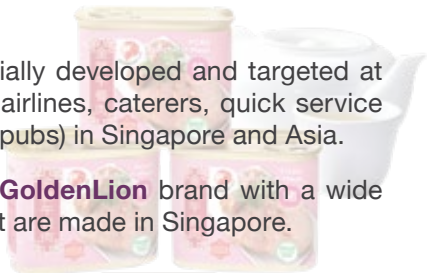 ially developed and targeted at
airlines, caterers, quick service
pubs) in Singapore and Asia.
GoldenLion brand with a wide
t are made in Singapore.